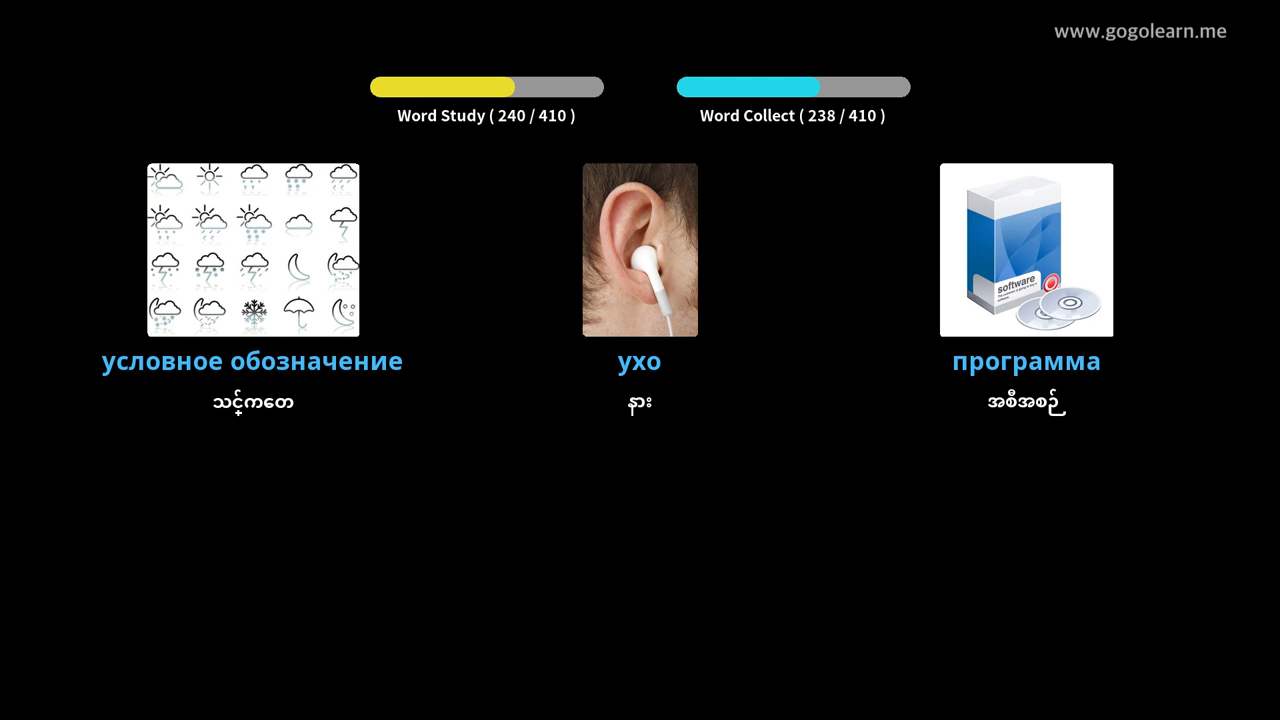 www.gogolearn.me
Word Study ( 240 / 410 )
Word Collect ( 238 / 410 )
software
условное обозначение
ухо
программа
သင်္ကေတ
နား
အစီအစဉ်